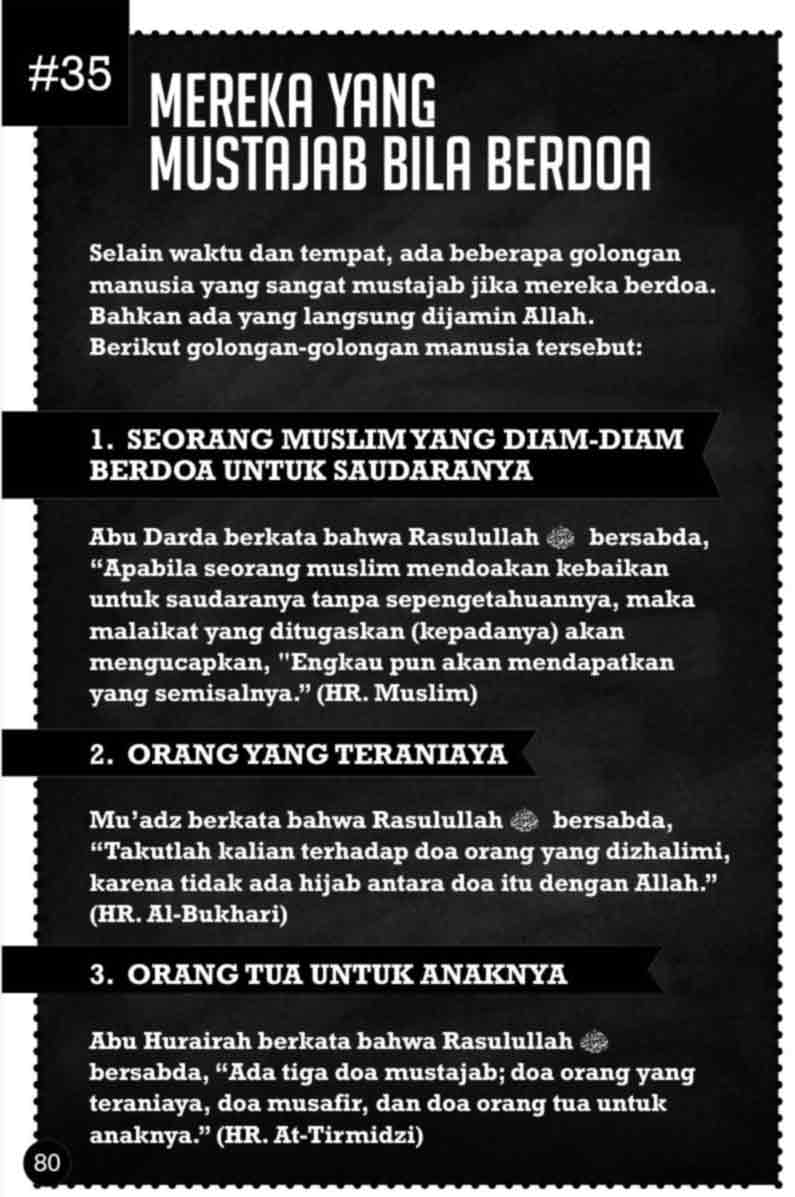 #35
MEREKA YANG
MUSTAJAB BILA BERDOA
Selain waktu dan tempat, ada beberapa golongan
manusia yang sangat mustajab jika mereka berdoa.
Bahkan ada yang langsung dijamin Allah.
Berikut golongan-golongan manusia tersebut:
1. SEORANG MUSLIM YANG DIAM-DIAM
BERDOA UNTUK SAUDARANYA
Abu Darda berkata bahwa Rasulullah ﷺ bersabda,
“Apabila seorang muslim mendoakan kebaikan
untuk saudaranya tanpa sepengetahuannya, maka
malaikat yang ditugaskan (kepadanya) akan
mengucapkan, "Engkau pun akan mendapatkan
yang semisalnya.” (HR. Muslim)
2. ORANG YANG TERANIAYA
Mu’adz berkata bahwa Rasulullah ﷺ bersabda,
“Takutlah kalian terhadap doa orang yang dizhalimi,
karena tidak ada hijab antara doa itu dengan Allah.”
(HR. Al-Bukhari)
3. ORANG TUA UNTUK ANAKNYA
Abu Hurairah berkata bahwa Rasulullah ﷺ
bersabda, “Ada tiga doa mustajab; doa orang yang
teraniaya, doa musafir, dan doa orang tua untuk
anaknya.” (HR. At-Tirmidzi)
80